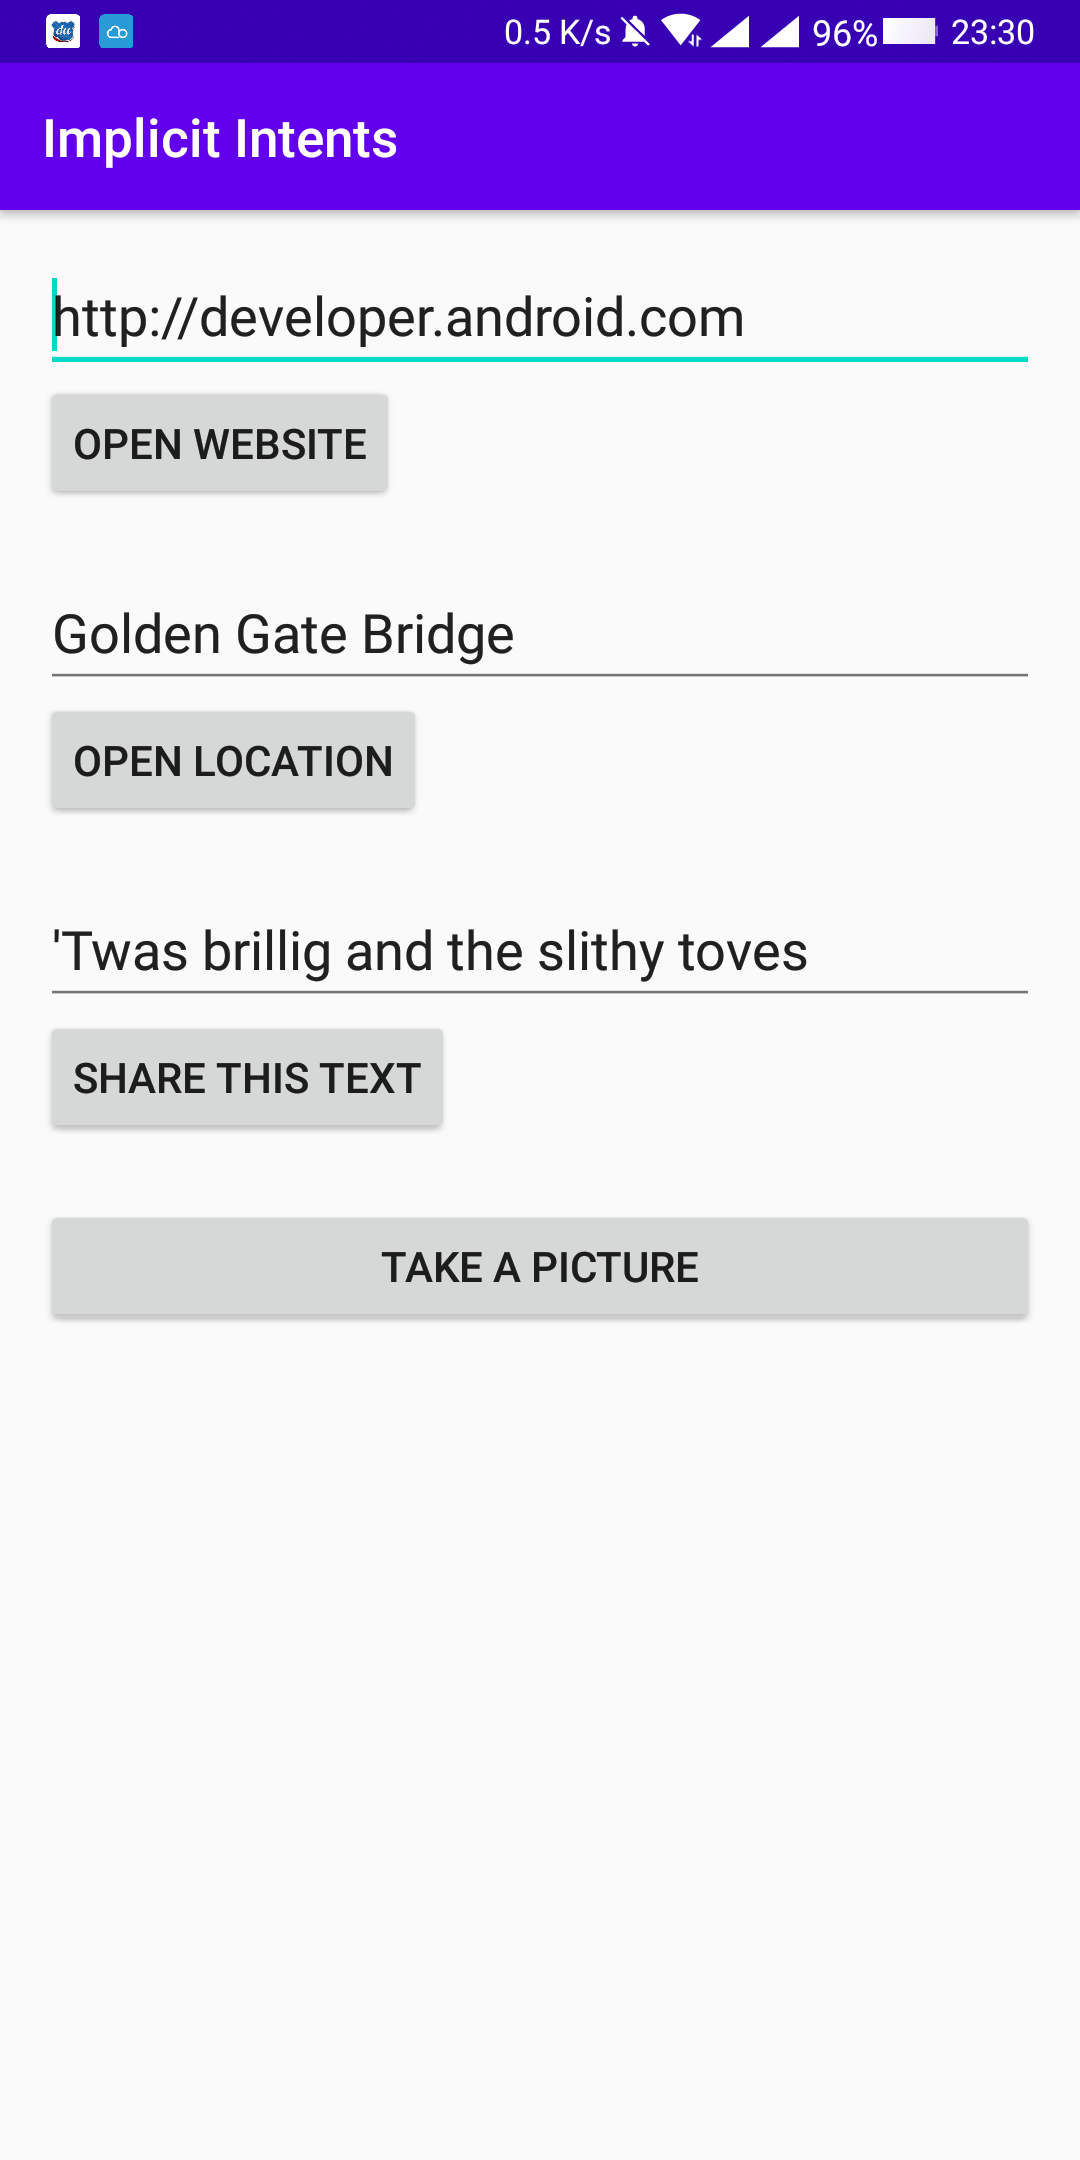 0.5 K/s 96% 23:30
Implicit Intents
http://developer.android.com
OPEN WEBSITE
Golden Gate Bridge
OPEN LOCATION
'Twas brillig and the slithy toves
SHARE THIS TEXT
TAKE A PICTURE